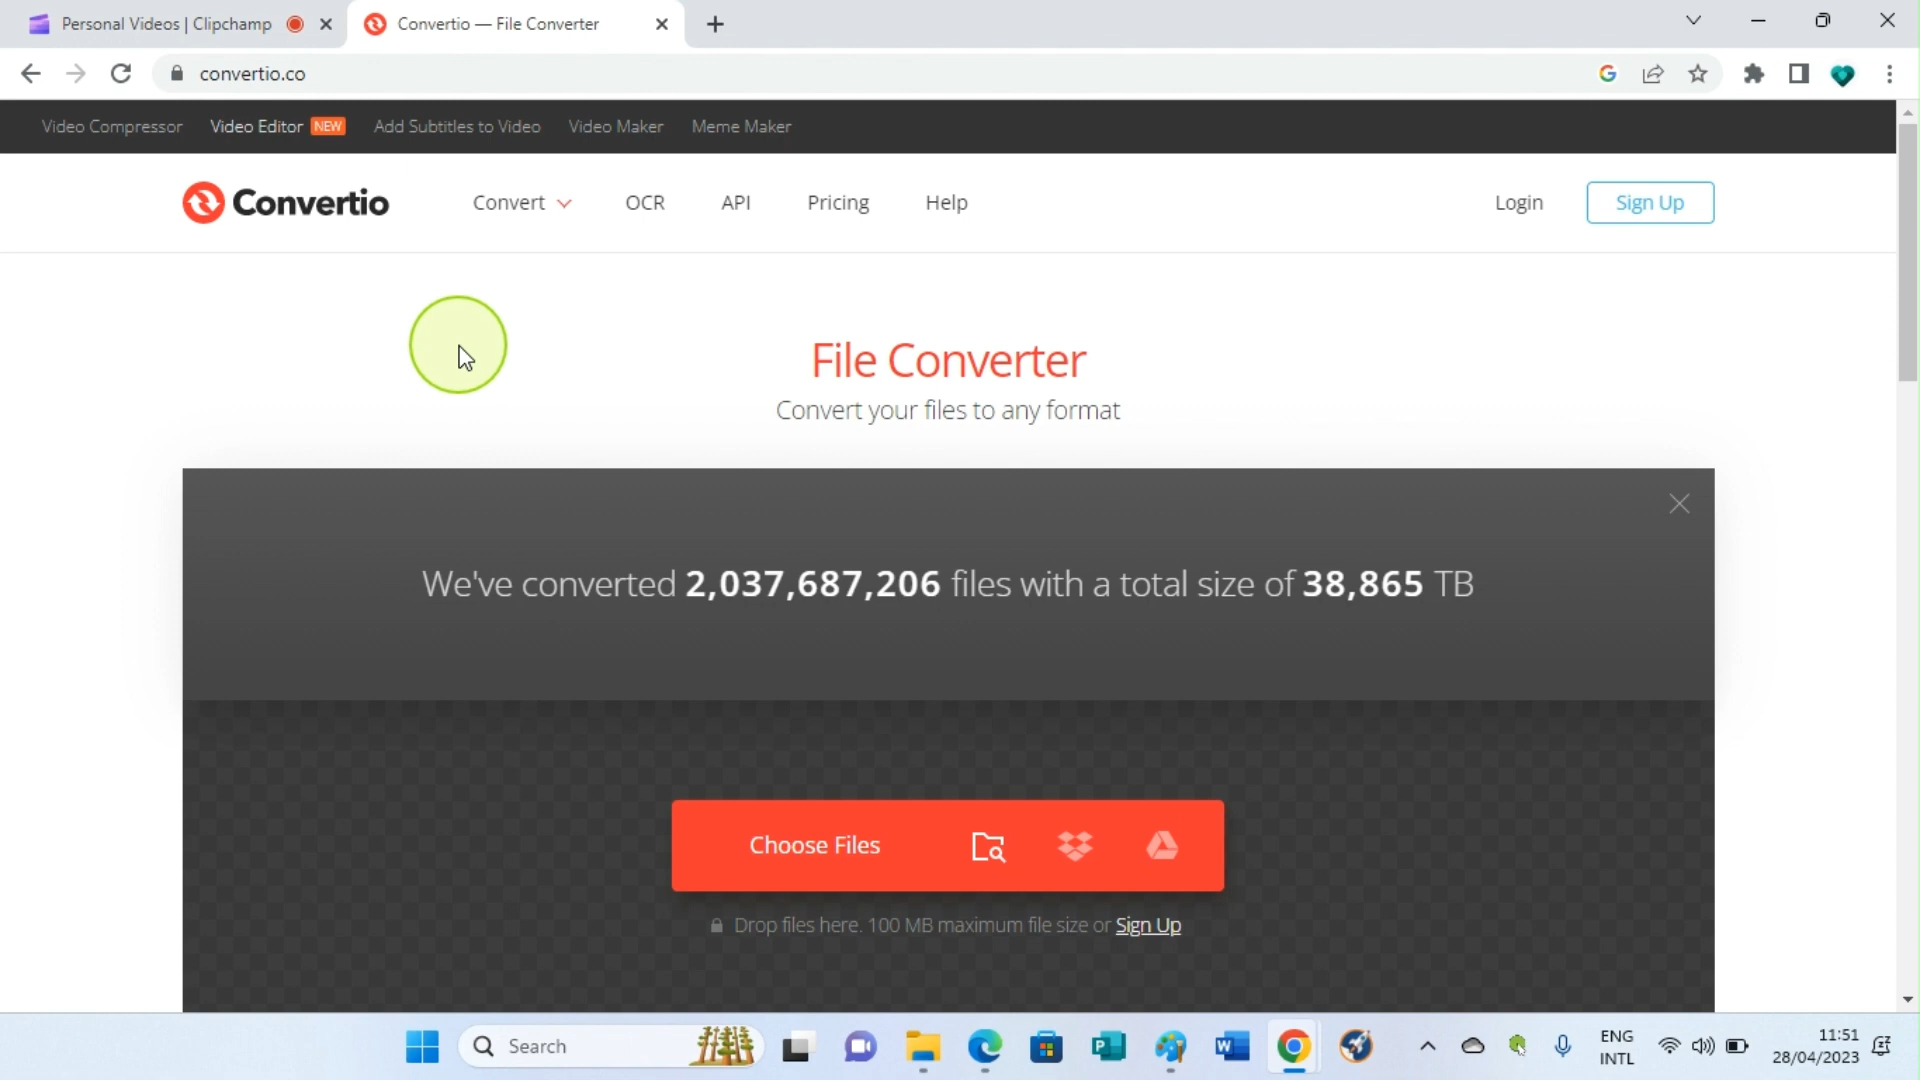 Personal Videos | Clipchamp
Convertio — File Converter
convertio.co
Video Compressor Video Editor NEW Add Subtitles to Video Video Maker Meme Maker
Convertio Convert OCR API Pricing Help Login Sign Up
File Converter
Convert your files to any format
We've converted 2,037,687,206 files with a total size of 38,865 TB
Choose Files
Drop files here. 100 MB maximum file size or Sign Up
Search
ENG
INTL
11:51
28/04/2023